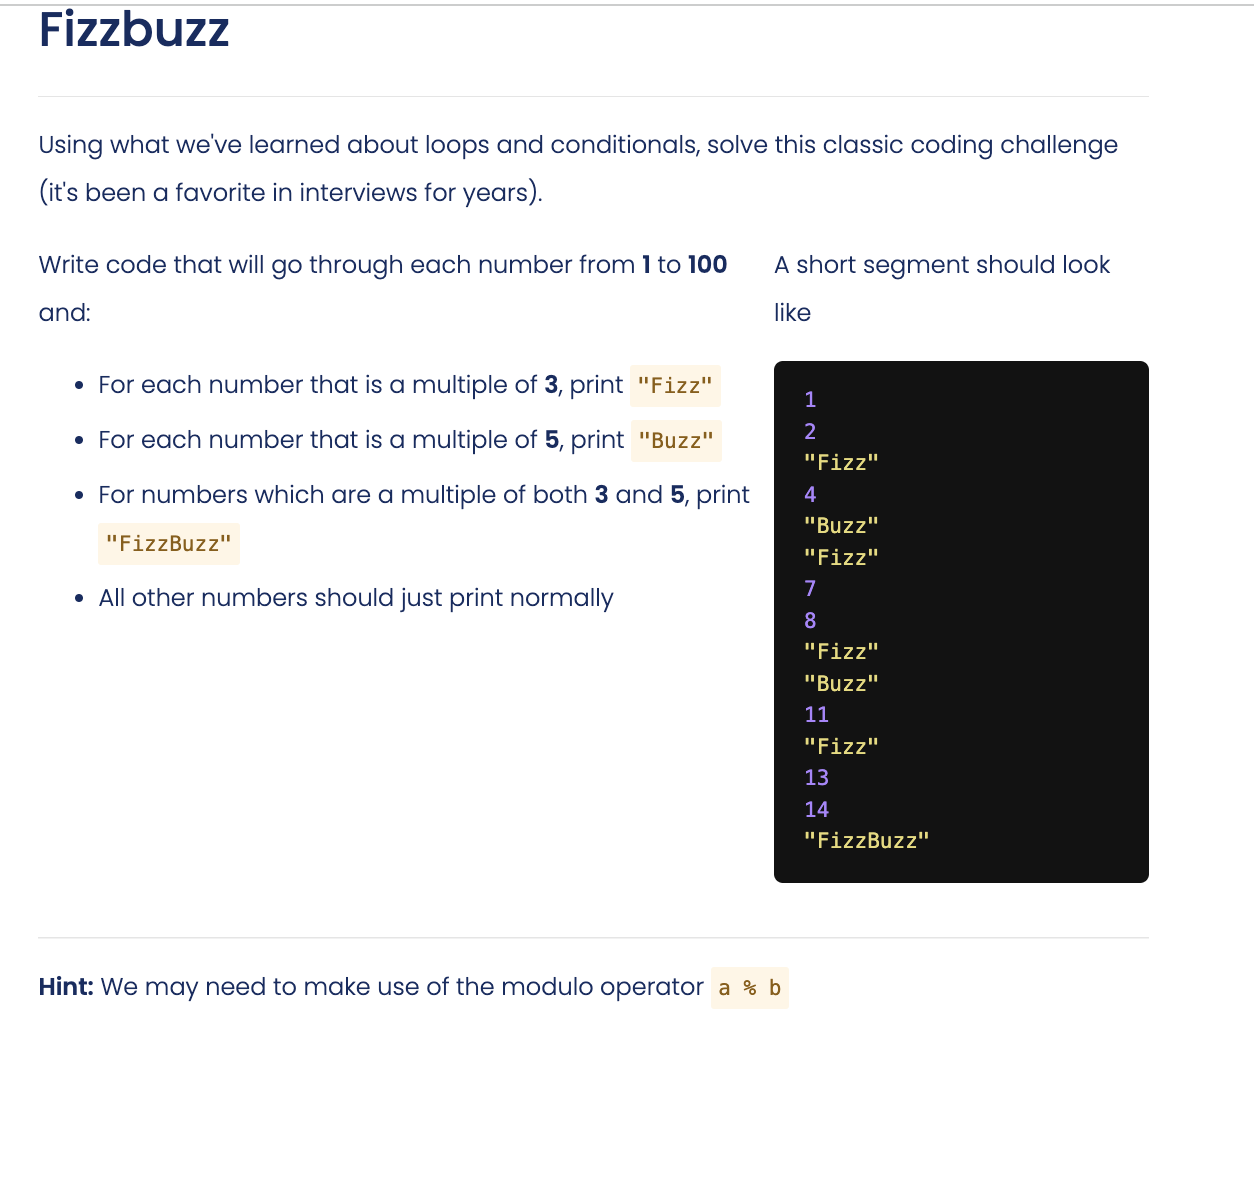 Fizzbuzz
Using what we've learned about loops and conditionals, solve this classic coding challenge
(it's been a favorite in interviews for years).
Write code that will go through each number from 1 to 100
and:
• For each number that is a multiple of 3, print "Fizz"
• For each number that is a multiple of 5, print "Buzz"
• For numbers which are a multiple of both 3 and 5, print
"FizzBuzz"
• All other numbers should just print normally
A short segment should look
like
1
2
"Fizz"
4
"Buzz"
"Fizz"
7
8
"Fizz"
"Buzz"
11
"Fizz"
13
14
"FizzBuzz"
Hint: We may need to make use of the modulo operator a % b